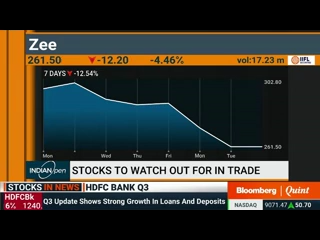 Zee
261.50 ▼-12.20 -4.46% vol:17.23 m IIFL
7 DAYS ▼-12.54% 302.60
261.50
Mon Wed Thu Fri Mon Tue
INDIAN Open STOCKS TO WATCH OUT FOR IN TRADE
STOCKS IN NEWS HDFC BANK Q3 Bloomberg Quint
HDFCBk Q3 Update Shows Strong Growth In Loans And Deposits
6% 1240. NASDAQ 9071.47 ▲ 50.70